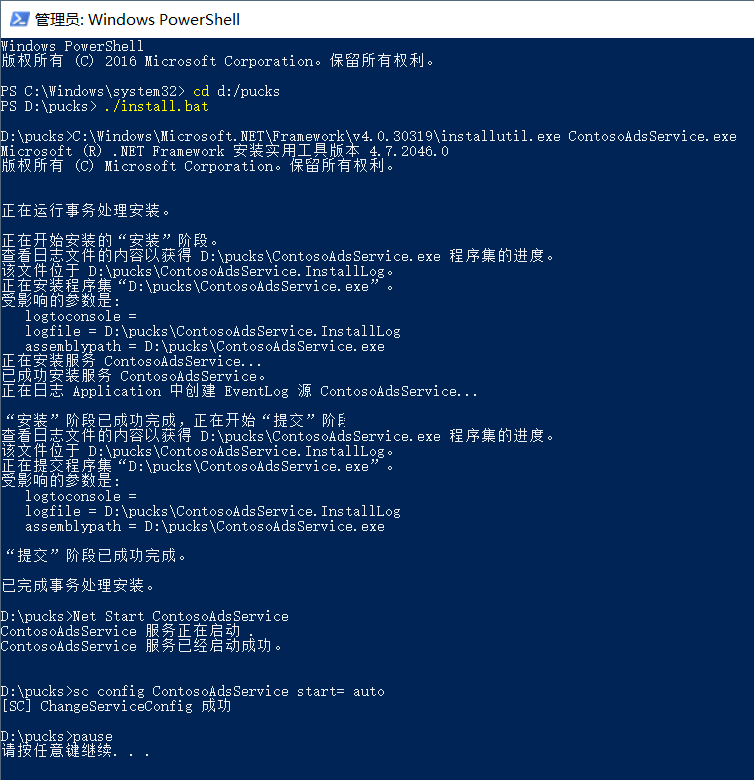 管理员: Windows PowerShell
Windows PowerShell
版权所有 (C) 2016 Microsoft Corporation。保留所有权利。
PS C:\Windows\system32> cd d:/pucks
PS D:\pucks> ./install.bat
D:\pucks>C:\Windows\Microsoft.NET\Framework\v4.0.30319\installutil.exe ContosoAdsService.exe
Microsoft (R) .NET Framework 安装实用工具版本 4.7.2046.0
版权所有 (C) Microsoft Corporation。保留所有权利。
正在运行事务处理安装。
正在开始安装的“安装”阶段。
查看日志文件的内容以获得 D:\pucks\ContosoAdsService.exe 程序集的进度。
该文件位于 D:\pucks\ContosoAdsService.InstallLog。
正在安装程序集“D:\pucks\ContosoAdsService.exe”。
受影响的参数是:
logtoconsole =
logfile = D:\pucks\ContosoAdsService.InstallLog
assemblypath = D:\pucks\ContosoAdsService.exe
正在安装服务 ContosoAdsService...
已成功安装服务 ContosoAdsService。
正在日志 Application 中创建 EventLog 源 ContosoAdsService...
“安装”阶段已成功完成，正在开始“提交”阶段
查看日志文件的内容以获得 D:\pucks\ContosoAdsService.exe 程序集的进度。
该文件位于 D:\pucks\ContosoAdsService.InstallLog。
正在提交程序集“D:\pucks\ContosoAdsService.exe”。
受影响的参数是:
logtoconsole =
logfile = D:\pucks\ContosoAdsService.InstallLog
assemblypath = D:\pucks\ContosoAdsService.exe
“提交”阶段已成功完成。
已完成事务处理安装。
D:\pucks>Net Start ContosoAdsService
ContosoAdsService 服务正在启动 .
ContosoAdsService 服务已经启动成功。
D:\pucks>sc config ContosoAdsService start= auto
[SC] ChangeServiceConfig 成功
D:\pucks>pause
请按任意键继续. . .